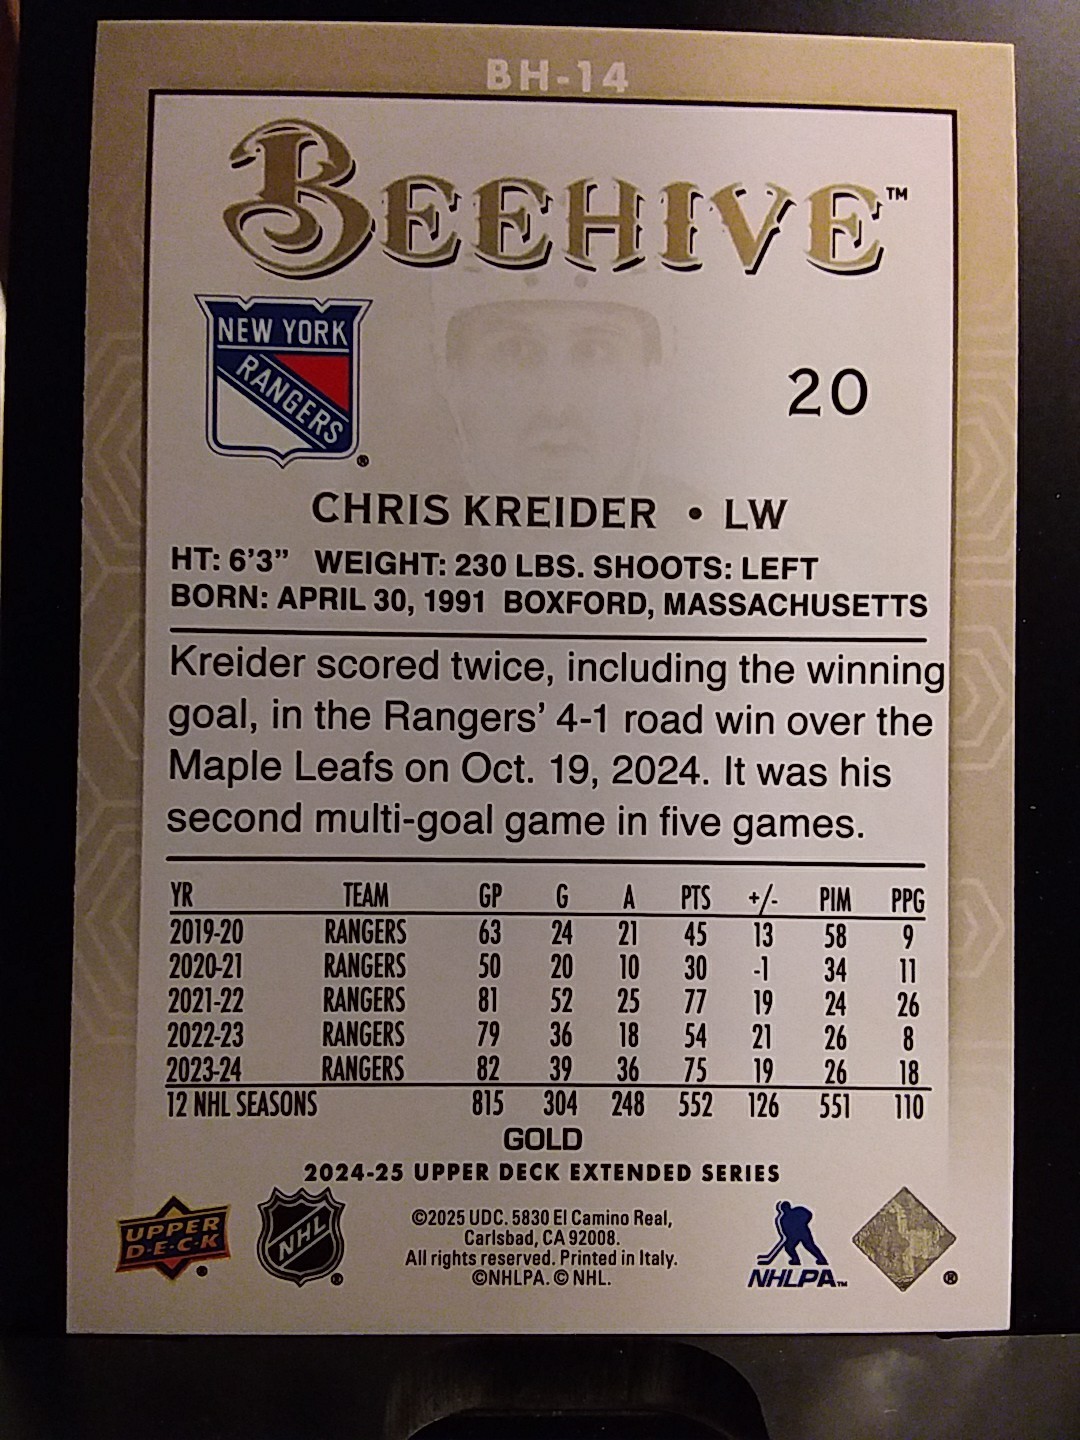 BH-14
BEEHIVE™
NEW YORK
RANGERS
®
20
CHRIS KREIDER • LW
HT: 6'3” WEIGHT: 230 LBS. SHOOTS: LEFT
BORN: APRIL 30, 1991 BOXFORD, MASSACHUSETTS
Kreider scored twice, including the winning
goal, in the Rangers’ 4-1 road win over the
Maple Leafs on Oct. 19, 2024. It was his
second multi-goal game in five games.
YR TEAM GP G A PTS +/- PIM PPG
2019-20 RANGERS 63 24 21 45 13 58 9
2020-21 RANGERS 50 20 10 30 -1 34 11
2021-22 RANGERS 81 52 25 77 19 24 26
2022-23 RANGERS 79 36 18 54 21 26 8
2023-24 RANGERS 82 39 36 75 19 26 18
12 NHL SEASONS 815 304 248 552 126 551 110
GOLD
2024-25 UPPER DECK EXTENDED SERIES
UPPER
D·E·C·K
®
NHL
®
©2025 UDC. 5830 El Camino Real,
Carlsbad, CA 92008.
All rights reserved. Printed in Italy.
©NHLPA. © NHL.
NHLPA™
®